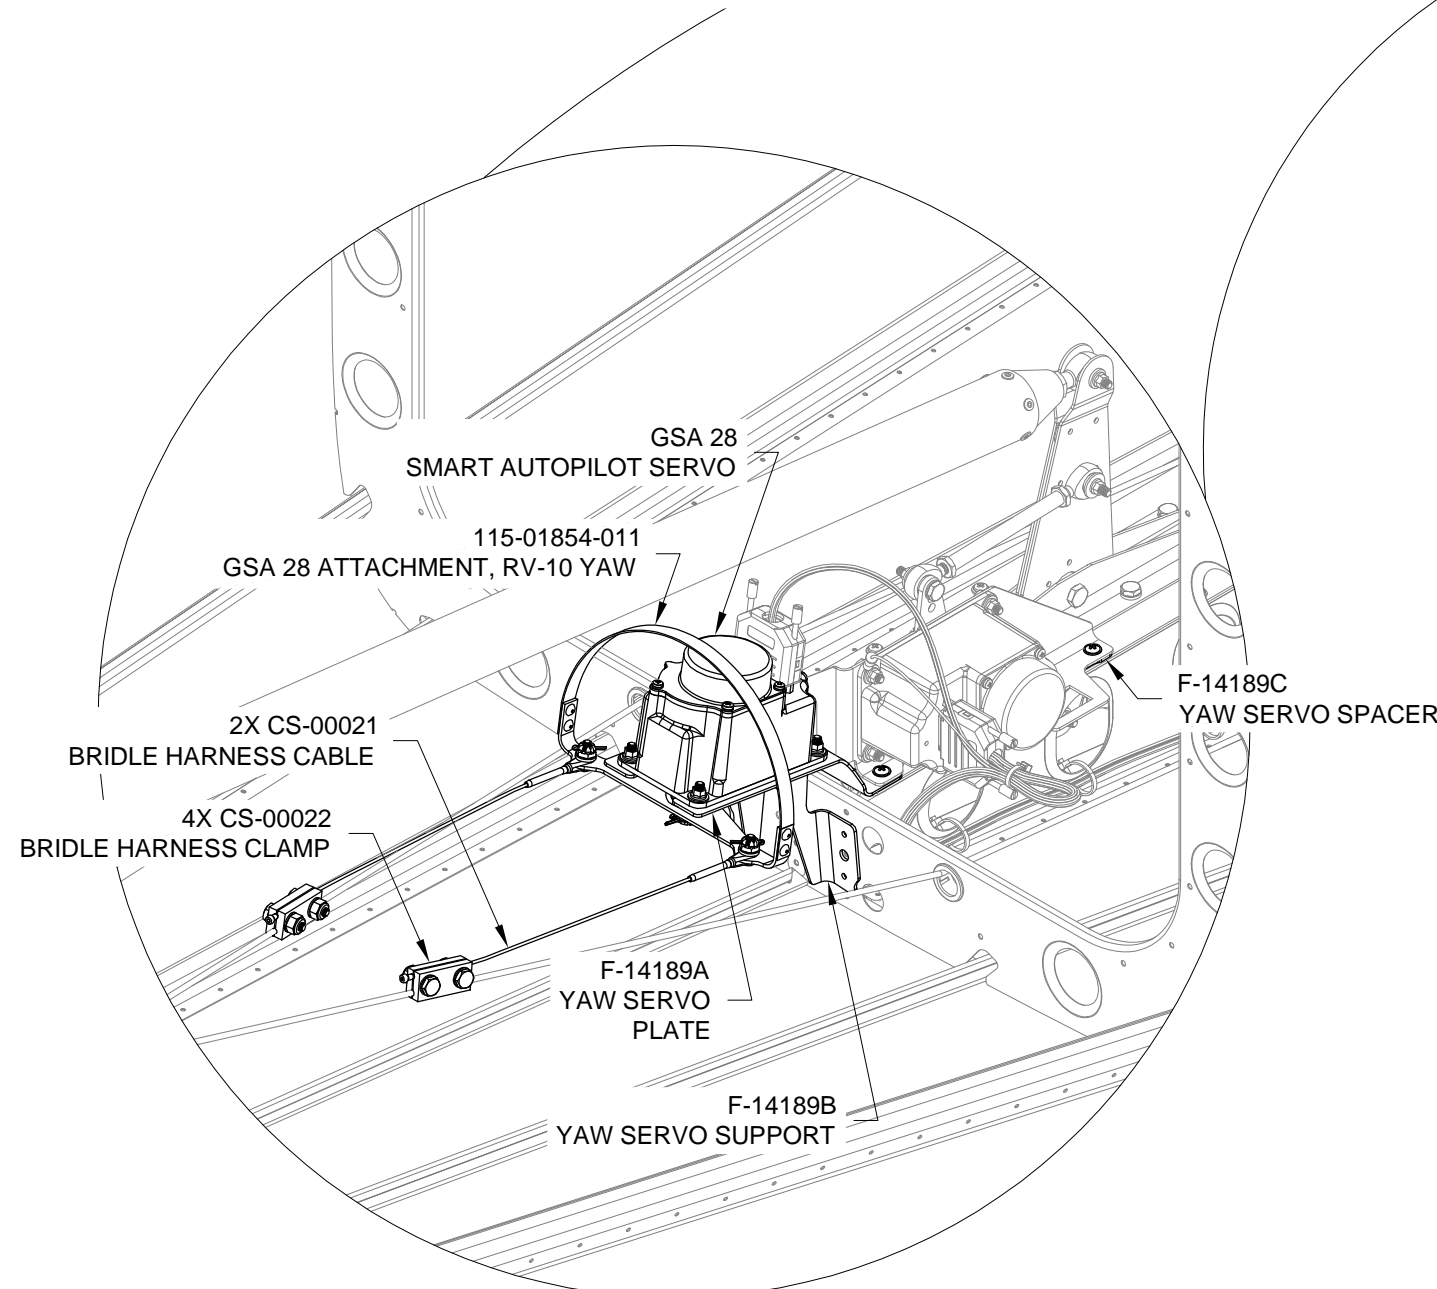 GSA 28
SMART AUTOPILOT SERVO
115-01854-011
GSA 28 ATTACHMENT, RV-10 YAW
F-14189C
YAW SERVO SPACER
2X CS-00021
BRIDLE HARNESS CABLE
4X CS-00022
BRIDLE HARNESS CLAMP
F-14189A
YAW SERVO
PLATE
F-14189B
YAW SERVO SUPPORT